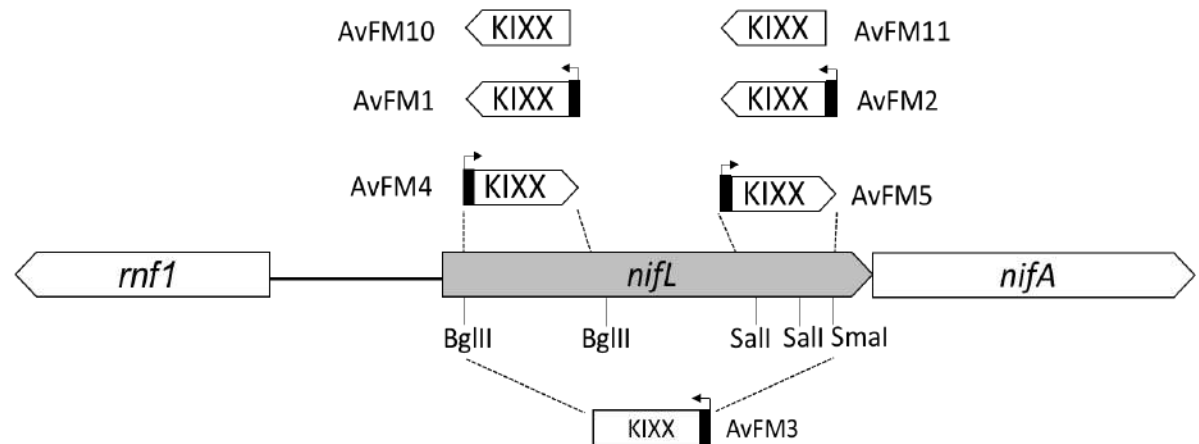 AvFM10 KIXX KIXX AvFM11
AvFM1 KIXX KIXX AvFM2
AvFM4 KIXX KIXX AvFM5
rnf1 nifL nifA
BglII BglII SalI SalI SmaI
KIXX AvFM3